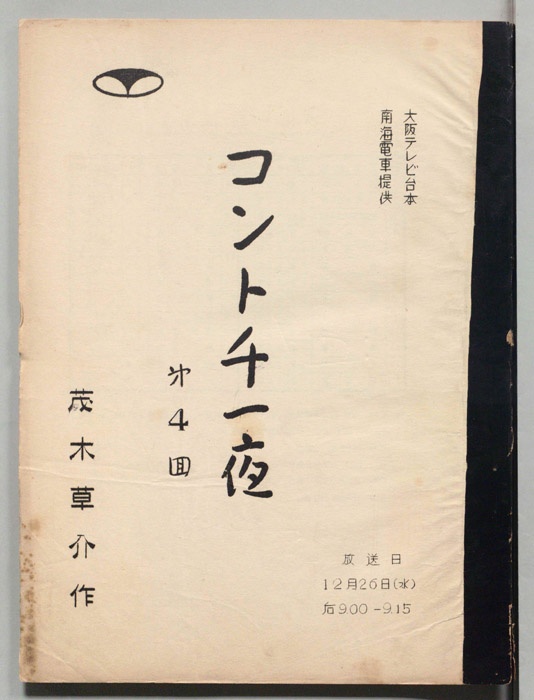 大阪テレビ台本
南海電車提供
コント千一夜
㐧4回
茂木草介作
放送日
12月26日(水)
后9.00-9.15